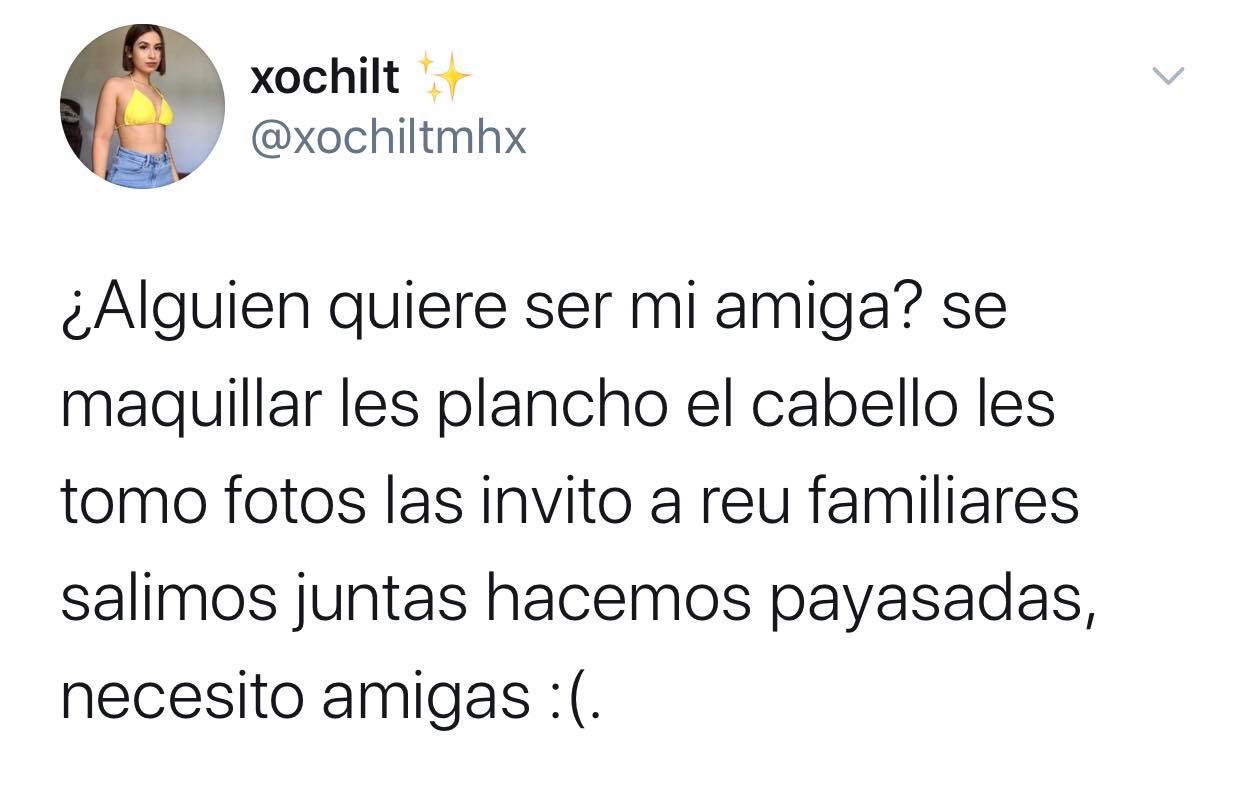 xochilt ✨
@xochiltmhx
¿Alguien quiere ser mi amiga? se
maquillar les plancho el cabello les
tomo fotos las invito a reu familiares
salimos juntas hacemos payasadas,
necesito amigas :(.